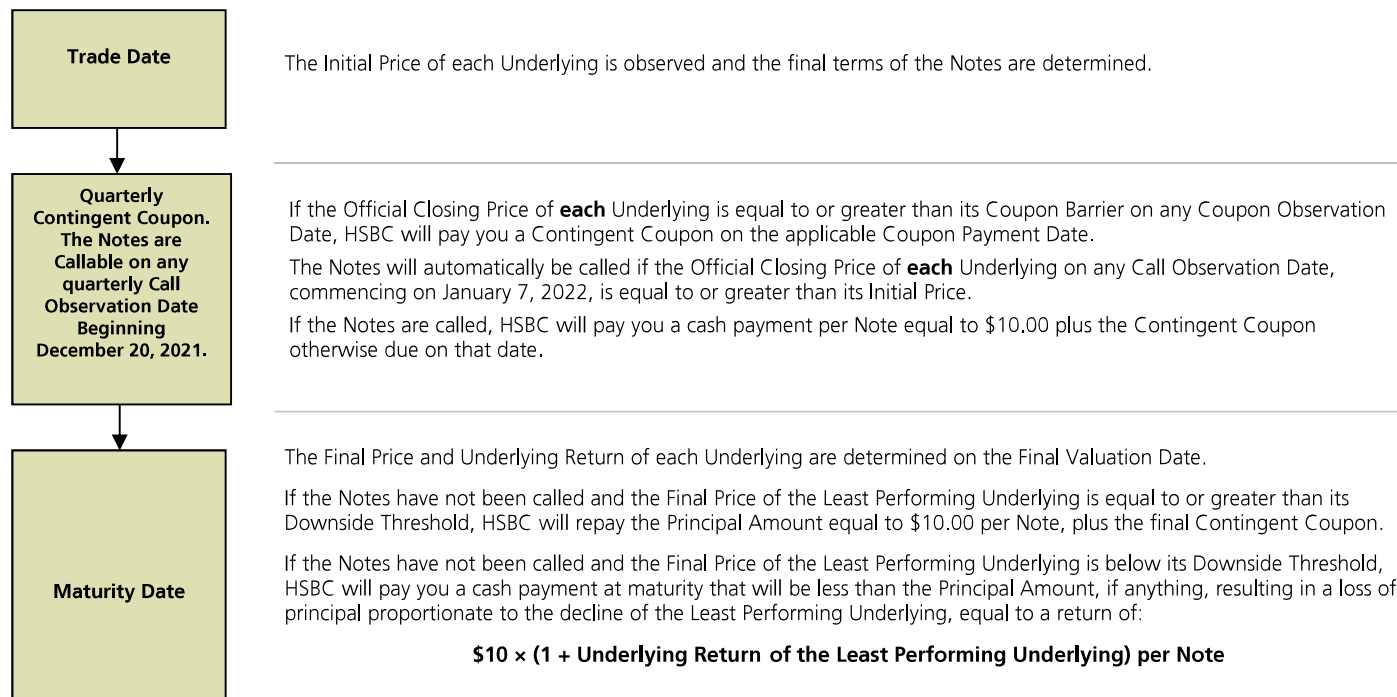 Trade Date
The Initial Price of each Underlying is observed and the final terms of the Notes are determined.
Quarterly
Contingent Coupon.
The Notes are
Callable on any
quarterly Call
Observation Date
Beginning
December 20, 2021.
If the Official Closing Price of each Underlying is equal to or greater than its Coupon Barrier on any Coupon Observation
Date, HSBC will pay you a Contingent Coupon on the applicable Coupon Payment Date.
The Notes will automatically be called if the Official Closing Price of each Underlying on any Call Observation Date,
commencing on January 7, 2022, is equal to or greater than its Initial Price.
If the Notes are called, HSBC will pay you a cash payment per Note equal to $10.00 plus the Contingent Coupon
otherwise due on that date.
Maturity Date
The Final Price and Underlying Return of each Underlying are determined on the Final Valuation Date.
If the Notes have not been called and the Final Price of the Least Performing Underlying is equal to or greater than its
Downside Threshold, HSBC will repay the Principal Amount equal to $10.00 per Note, plus the final Contingent Coupon.
If the Notes have not been called and the Final Price of the Least Performing Underlying is below its Downside Threshold,
HSBC will pay you a cash payment at maturity that will be less than the Principal Amount, if anything, resulting in a loss of
principal proportionate to the decline of the Least Performing Underlying, equal to a return of:
$10 × (1 + Underlying Return of the Least Performing Underlying) per Note